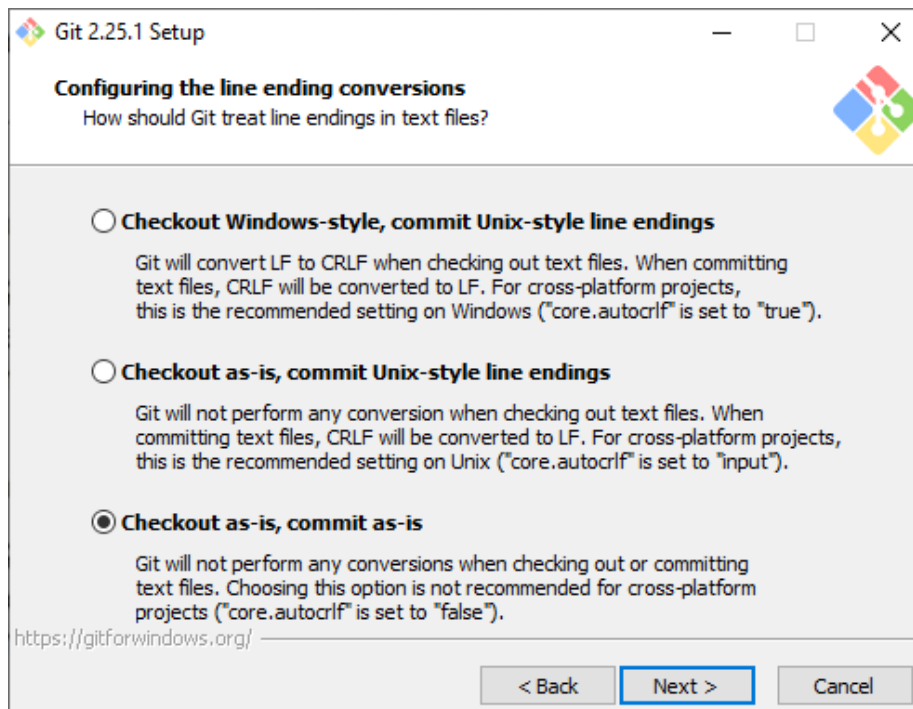 Git 2.25.1 Setup
Configuring the line ending conversions
How should Git treat line endings in text files?
Checkout Windows-style, commit Unix-style line endings
Git will convert LF to CRLF when checking out text files. When committing
text files, CRLF will be converted to LF. For cross-platform projects,
this is the recommended setting on Windows ("core.autocrlf" is set to "true").
Checkout as-is, commit Unix-style line endings
Git will not perform any conversion when checking out text files. When
committing text files, CRLF will be converted to LF. For cross-platform projects,
this is the recommended setting on Unix ("core.autocrlf" is set to "input").
Checkout as-is, commit as-is
Git will not perform any conversions when checking out or committing
text files. Choosing this option is not recommended for cross-platform
projects ("core.autocrlf" is set to "false").
https://gitforwindows.org/
< Back Next > Cancel